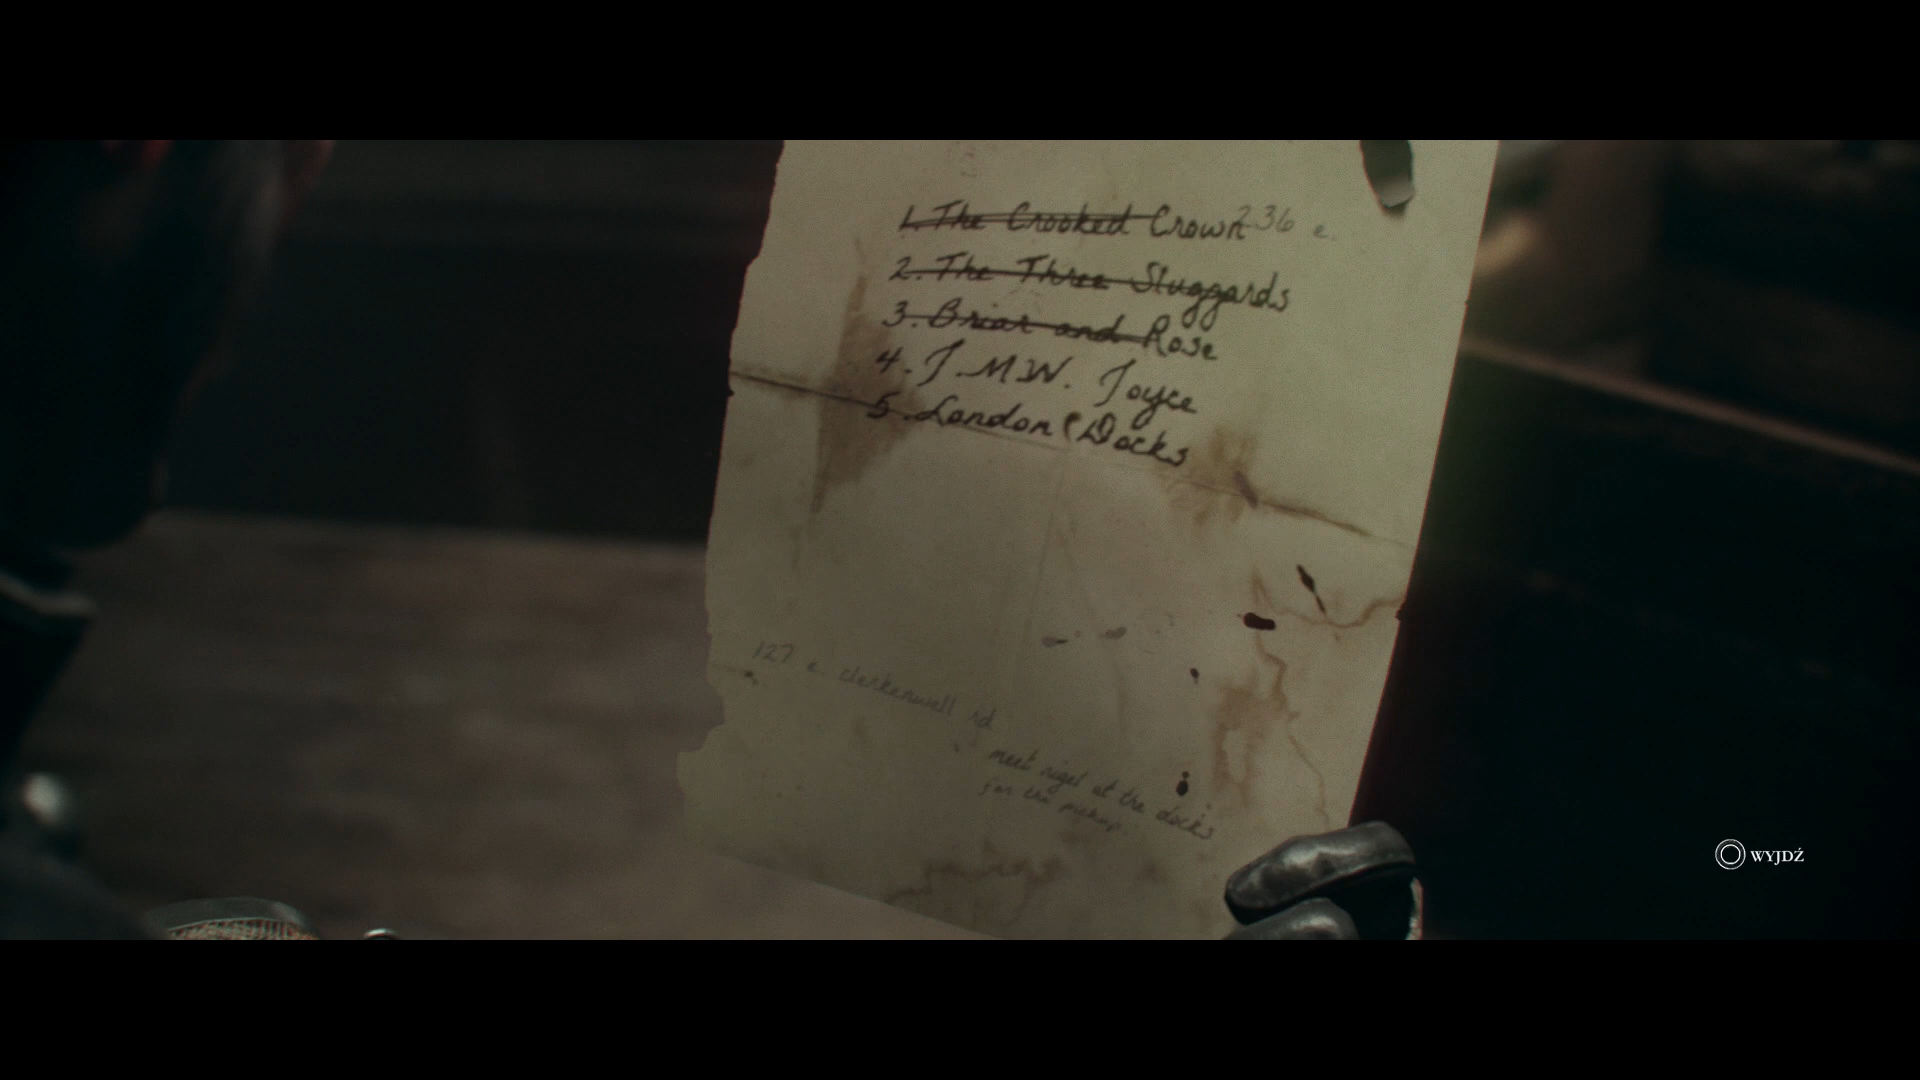 1. The Crooked Crown 236 e.
2. The Three Sluggards
3. Briar and Rose
4. J.M.W. Joyce
5. London Docks
127 e. clerkenwell rd
meet nigel at the docks
for the pickup.
WYJDŹ